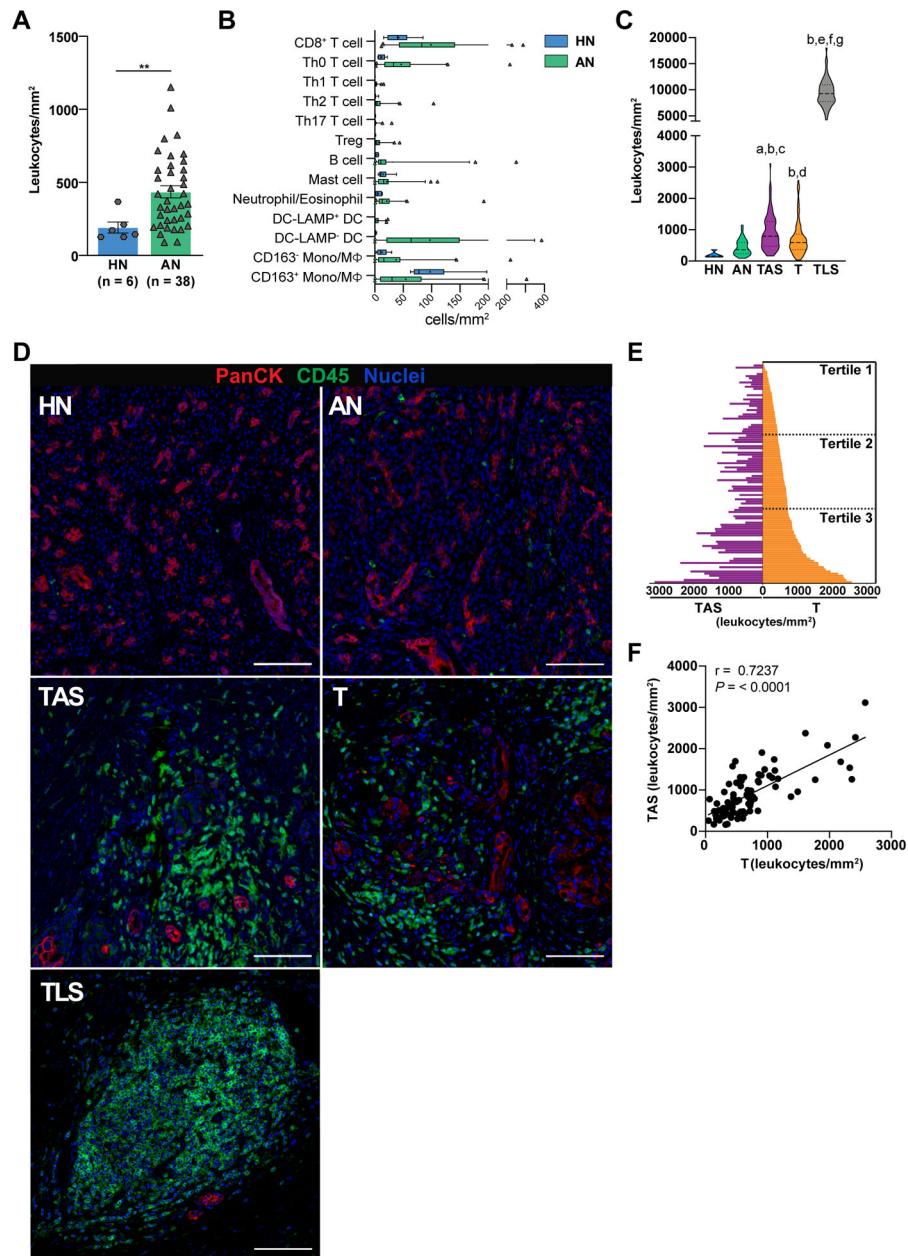 A
Leukocytes/mm²
1500
1000
500
0
**
HN
(n = 6)
AN
(n = 38)
B
CD8⁺ T cell
Th0 T cell
Th1 T cell
Th2 T cell
Th17 T cell
Treg
B cell
Mast cell
Neutrophil/Eosinophil
DC-LAMP⁺ DC
DC-LAMP⁻ DC
CD163⁻ Mono/MΦ
CD163⁺ Mono/MΦ
0 50 100 150 200 200 400
cells/mm²
HN
AN
C
Leukocytes/mm²
20000
15000
10000
5000
4000
3000
2000
1000
0
a,b,c
b,d
b,e,f,g
HN AN TAS T TLS
D
PanCK CD45 Nuclei
HN
AN
TAS
T
TLS
E
Tertile 1
Tertile 2
Tertile 3
3000 2000 1000 0 1000 2000 3000
TAS T
(leukocytes/mm²)
F
r = 0.7237
P = < 0.0001
TAS (leukocytes/mm²)
4000
3000
2000
1000
0
0 1000 2000 3000
T (leukocytes/mm²)